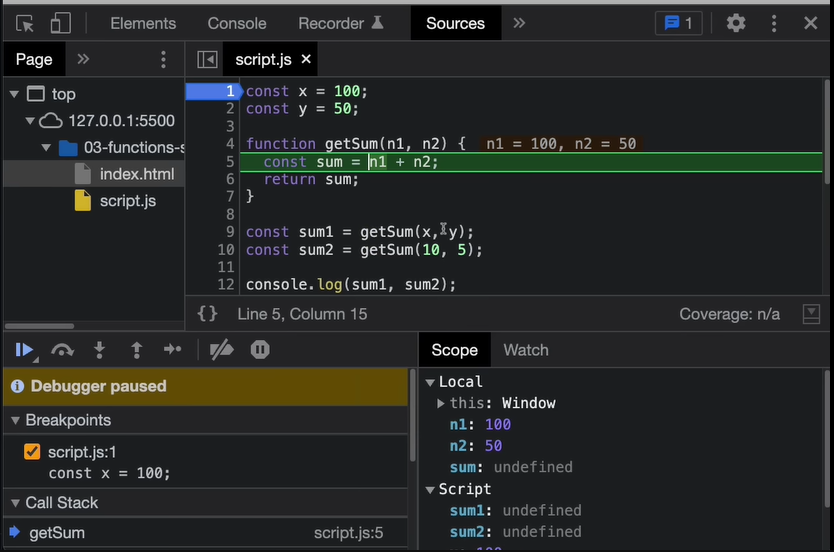 Elements Console Recorder Sources » 1
Page » script.js ×
top
127.0.0.1:5500
03-functions-s
index.html
script.js
1 const x = 100;
2 const y = 50;
3
4 function getSum(n1, n2) { n1 = 100, n2 = 50
5 const sum = n1 + n2;
6 return sum;
7 }
8
9 const sum1 = getSum(x, y);
10 const sum2 = getSum(10, 5);
11
12 console.log(sum1, sum2);
{} Line 5, Column 15 Coverage: n/a
Debugger paused
Breakpoints
script.js:1
const x = 100;
Call Stack
getSum script.js:5
Scope Watch
Local
this: Window
n1: 100
n2: 50
sum: undefined
Script
sum1: undefined
sum2: undefined